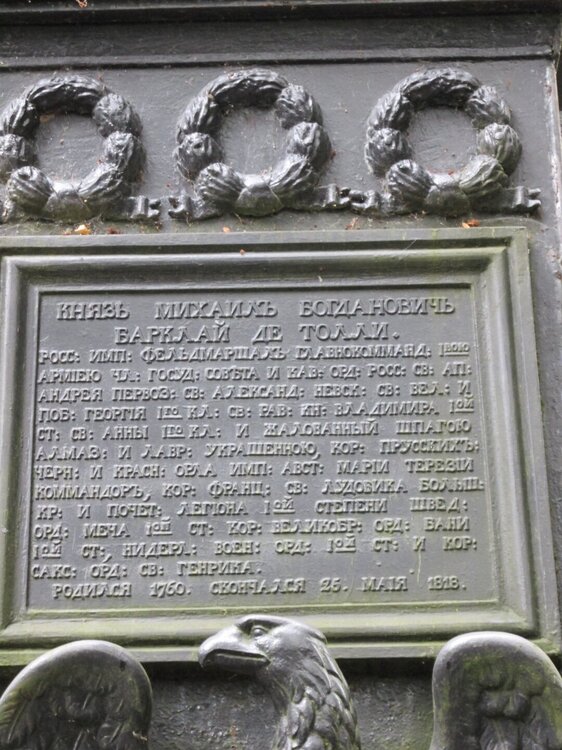 КНЯЗЬ МИХАИЛЪ БОГДАНОВИЧЬ
БАРКЛАЙ ДЕ ТОЛЛИ.
РОСС: ИМП: ФЕЛЬДМАРШАЛЪ ГЛАВНОКОММАНД: 1ВОЮ
АРМІЕЮ ЧЛ: ГОСУД: СОВѢТА И КАВ: ОРД: РОСС: СВ: АП:
АНДРЕЯ ПЕРВОЗ: СВ: АЛЕКСАНД: НЕВСК: СВ: ВЕЛ: И
ПОБ: ГЕОРГІЯ 1ГО КЛ.: СВ: РАВ: КН: ВЛАДИМИРА 1ОЙ
СТ: СВ: АННЫ 1ГО КЛ.: И ЖАЛОВАННЫЙ ШПАГОЮ
АЛМАЗ: И ЛАВР: УКРАШЕННОЮ, КОР: ПРУССКИХЪ:
ЧЕРН: И КРАСН: ОРЛА ИМП: АВСТ: МАРІИ ТЕРЕЗІИ
КОММАНДОРЪ, КОР: ФРАНЦ: СВ: ЛУДОВИКА БОЛЬШ:
КР: И ПОЧЕТ: ЛЕГІОНА 1ОЙ СТЕПЕНИ ШВЕД:
ОРД: МЕЧА 1ОЙ СТ: КОР: ВЕЛИКОБР: ОРД: БАНИ
1ОЙ СТ, НИДЕРЛ: ВОЕН: ОРД: 1ОЙ СТ: И КОР:
САКС: ОРД: СВ: ГЕНРИКА.
РОДИЛСЯ 1760. СКОНЧАЛСЯ 25. МАІЯ 1818.